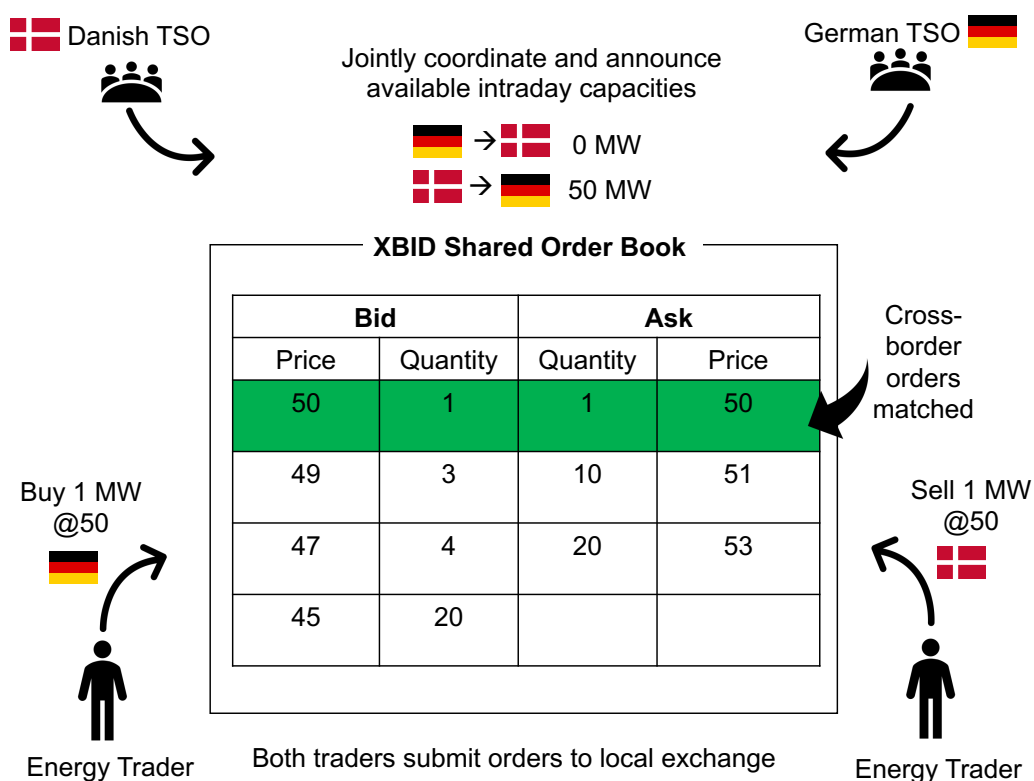 Danish TSO
German TSO
Jointly coordinate and announce
available intraday capacities
→ 0 MW
→ 50 MW
XBID Shared Order Book
Bid Ask
Price Quantity Quantity Price
50 1 1 50
49 3 10 51
47 4 20 53
45 20
Cross-
border
orders
matched
Buy 1 MW
@50
Sell 1 MW
@50
Energy Trader
Both traders submit orders to local exchange
Energy Trader